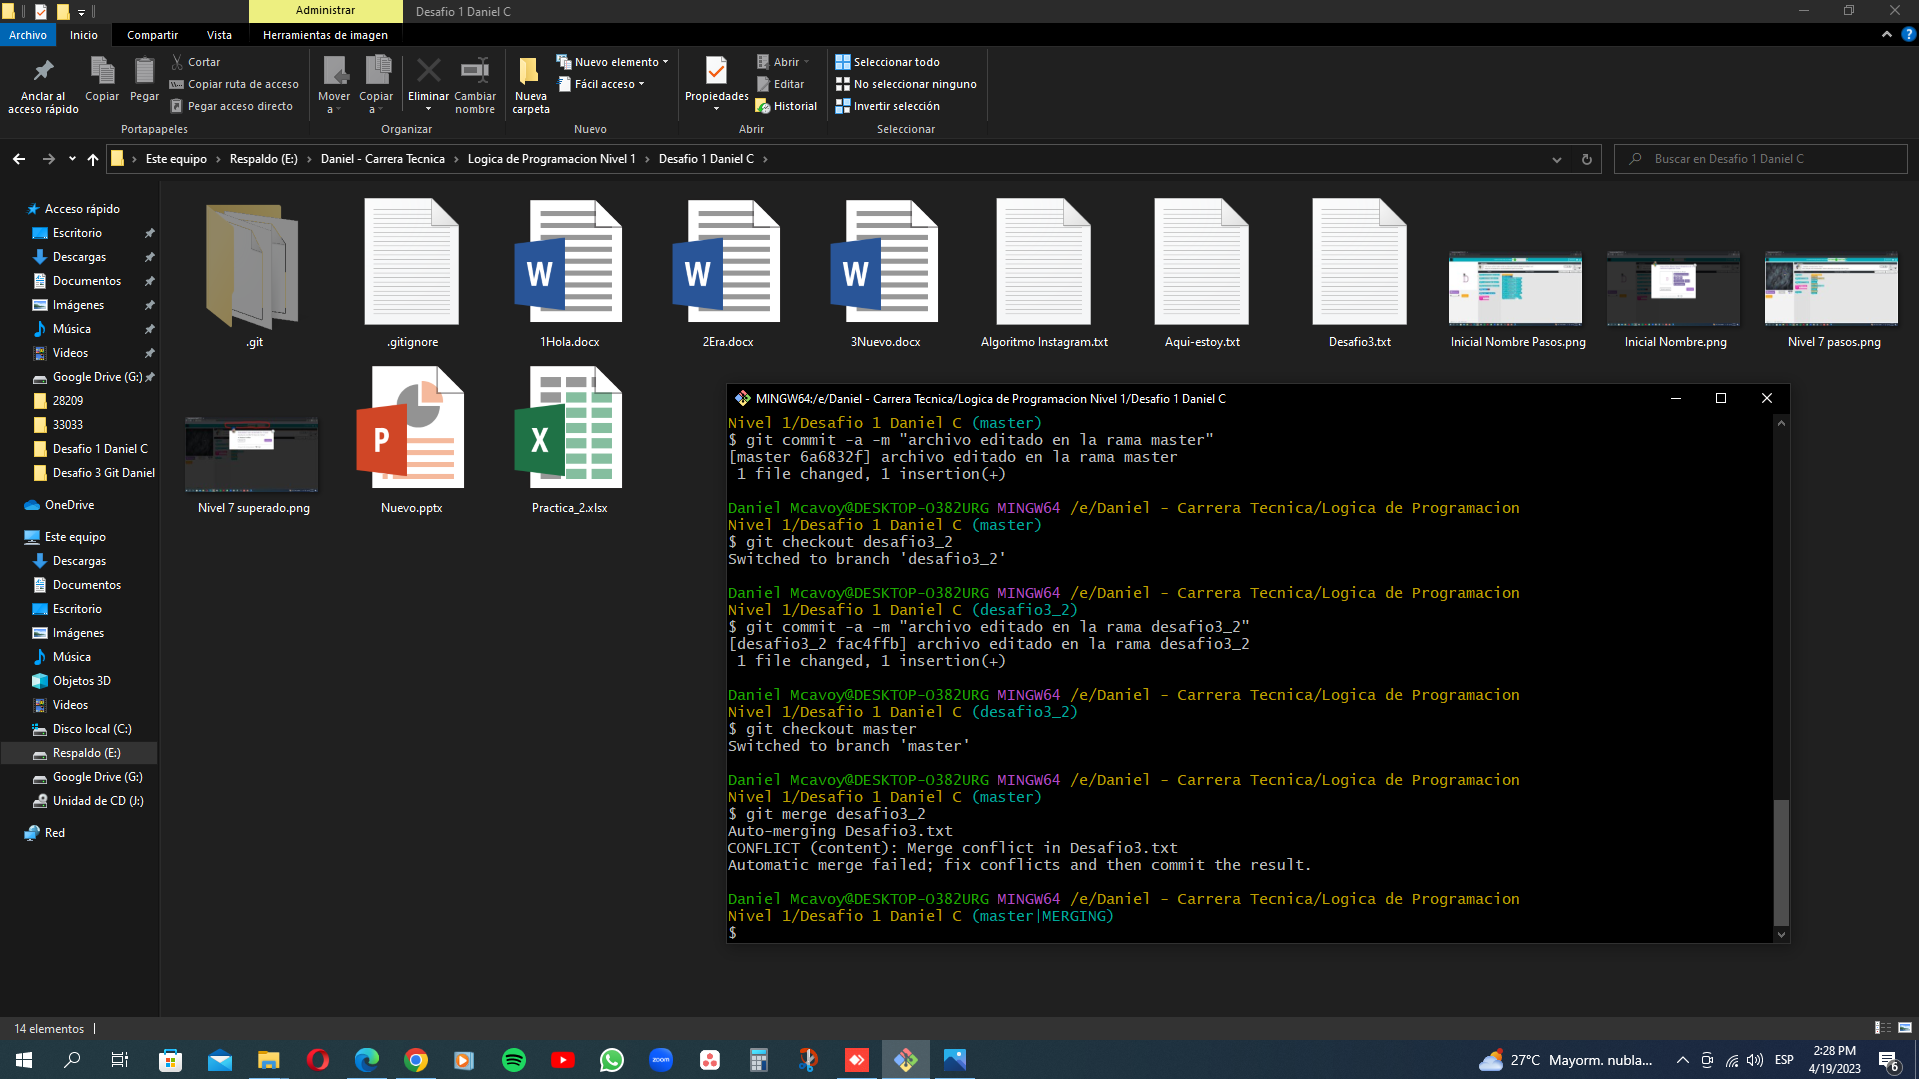 Administrar
Desafio 1 Daniel C
Archivo
Inicio
Compartir
Vista
Herramientas de imagen
Anclar al acceso rápido
Copiar
Pegar
Cortar
Copiar ruta de acceso
Pegar acceso directo
Portapapeles
Mover a
Copiar a
Eliminar
Cambiar nombre
Organizar
Nueva carpeta
Nuevo elemento
Fácil acceso
Nuevo
Propiedades
Abrir
Editar
Historial
Abrir
Seleccionar todo
No seleccionar ninguno
Invertir selección
Seleccionar
Este equipo > Respaldo (E:) > Daniel - Carrera Tecnica > Logica de Programacion Nivel 1 > Desafio 1 Daniel C >
Buscar en Desafio 1 Daniel C
Acceso rápido
Escritorio
Descargas
Documentos
Imágenes
Música
Videos
Google Drive (G:)
28209
33033
Desafio 1 Daniel C
Desafio 3 Git Daniel
OneDrive
Este equipo
Descargas
Documentos
Escritorio
Imágenes
Música
Objetos 3D
Videos
Disco local (C:)
Respaldo (E:)
Google Drive (G:)
Unidad de CD (J:)
Red
.git
.gitignore
1Hola.docx
2Era.docx
3Nuevo.docx
Algoritmo Instagram.txt
Aqui-estoy.txt
Desafio3.txt
Inicial Nombre Pasos.png
Inicial Nombre.png
Nivel 7 pasos.png
Nivel 7 superado.png
Nuevo.pptx
Practica_2.xlsx
MINGW64:/e/Daniel - Carrera Tecnica/Logica de Programacion Nivel 1/Desafio 1 Daniel C
Nivel 1/Desafio 1 Daniel C (master)
$ git commit -a -m "archivo editado en la rama master"
[master 6a6832f] archivo editado en la rama master
1 file changed, 1 insertion(+)
Daniel Mcavoy@DESKTOP-O382URG MINGW64 /e/Daniel - Carrera Tecnica/Logica de Programacion
Nivel 1/Desafio 1 Daniel C (master)
$ git checkout desafio3_2
Switched to branch 'desafio3_2'
Daniel Mcavoy@DESKTOP-O382URG MINGW64 /e/Daniel - Carrera Tecnica/Logica de Programacion
Nivel 1/Desafio 1 Daniel C (desafio3_2)
$ git commit -a -m "archivo editado en la rama desafio3_2"
[desafio3_2 fac4ffb] archivo editado en la rama desafio3_2
1 file changed, 1 insertion(+)
Daniel Mcavoy@DESKTOP-O382URG MINGW64 /e/Daniel - Carrera Tecnica/Logica de Programacion
Nivel 1/Desafio 1 Daniel C (desafio3_2)
$ git checkout master
Switched to branch 'master'
Daniel Mcavoy@DESKTOP-O382URG MINGW64 /e/Daniel - Carrera Tecnica/Logica de Programacion
Nivel 1/Desafio 1 Daniel C (master)
$ git merge desafio3_2
Auto-merging Desafio3.txt
CONFLICT (content): Merge conflict in Desafio3.txt
Automatic merge failed; fix conflicts and then commit the result.
Daniel Mcavoy@DESKTOP-O382URG MINGW64 /e/Daniel - Carrera Tecnica/Logica de Programacion
Nivel 1/Desafio 1 Daniel C (master|MERGING)
$
14 elementos
zoom
27°C Mayorm. nubla...
ESP
2:28 PM
4/19/2023
6